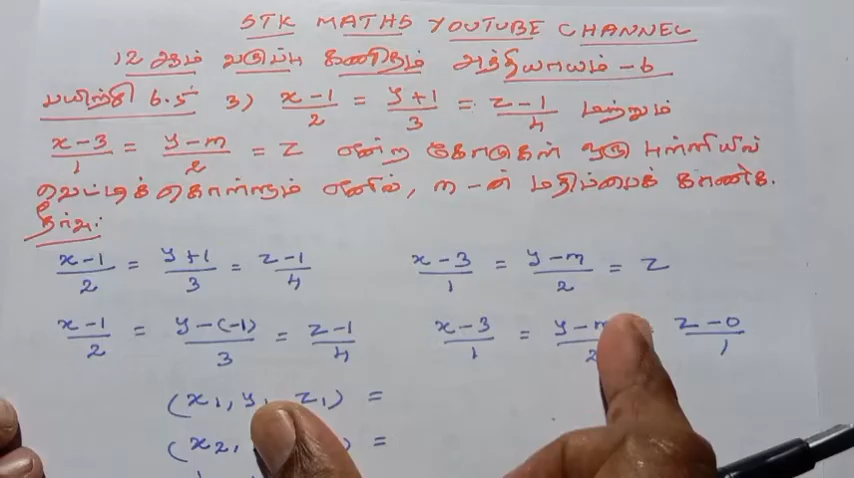 STK MATHS YOUTUBE CHANNEL
12 ஆம் வகுப்பு கணிதம் அத்தியாயம் - 6
பயிற்சி 6.5 3) x-1/2 = y+1/3 = z-1/4 மற்றும்
x-3/1 = y-m/2 = z என்ற கோடுகள் ஒரு புள்ளியில்
வெட்டிக் கொள்ளும் எனில், m-ன் மதிப்பைக் காண்க.
தீர்வு:
x-1/2 = y+1/3 = z-1/4 x-3/1 = y-m/2 = z
x-1/2 = y-(-1)/3 = z-1/4 x-3/1 = y-m/2 z-0/1
(x1, y, z1) =
(x2, ) =